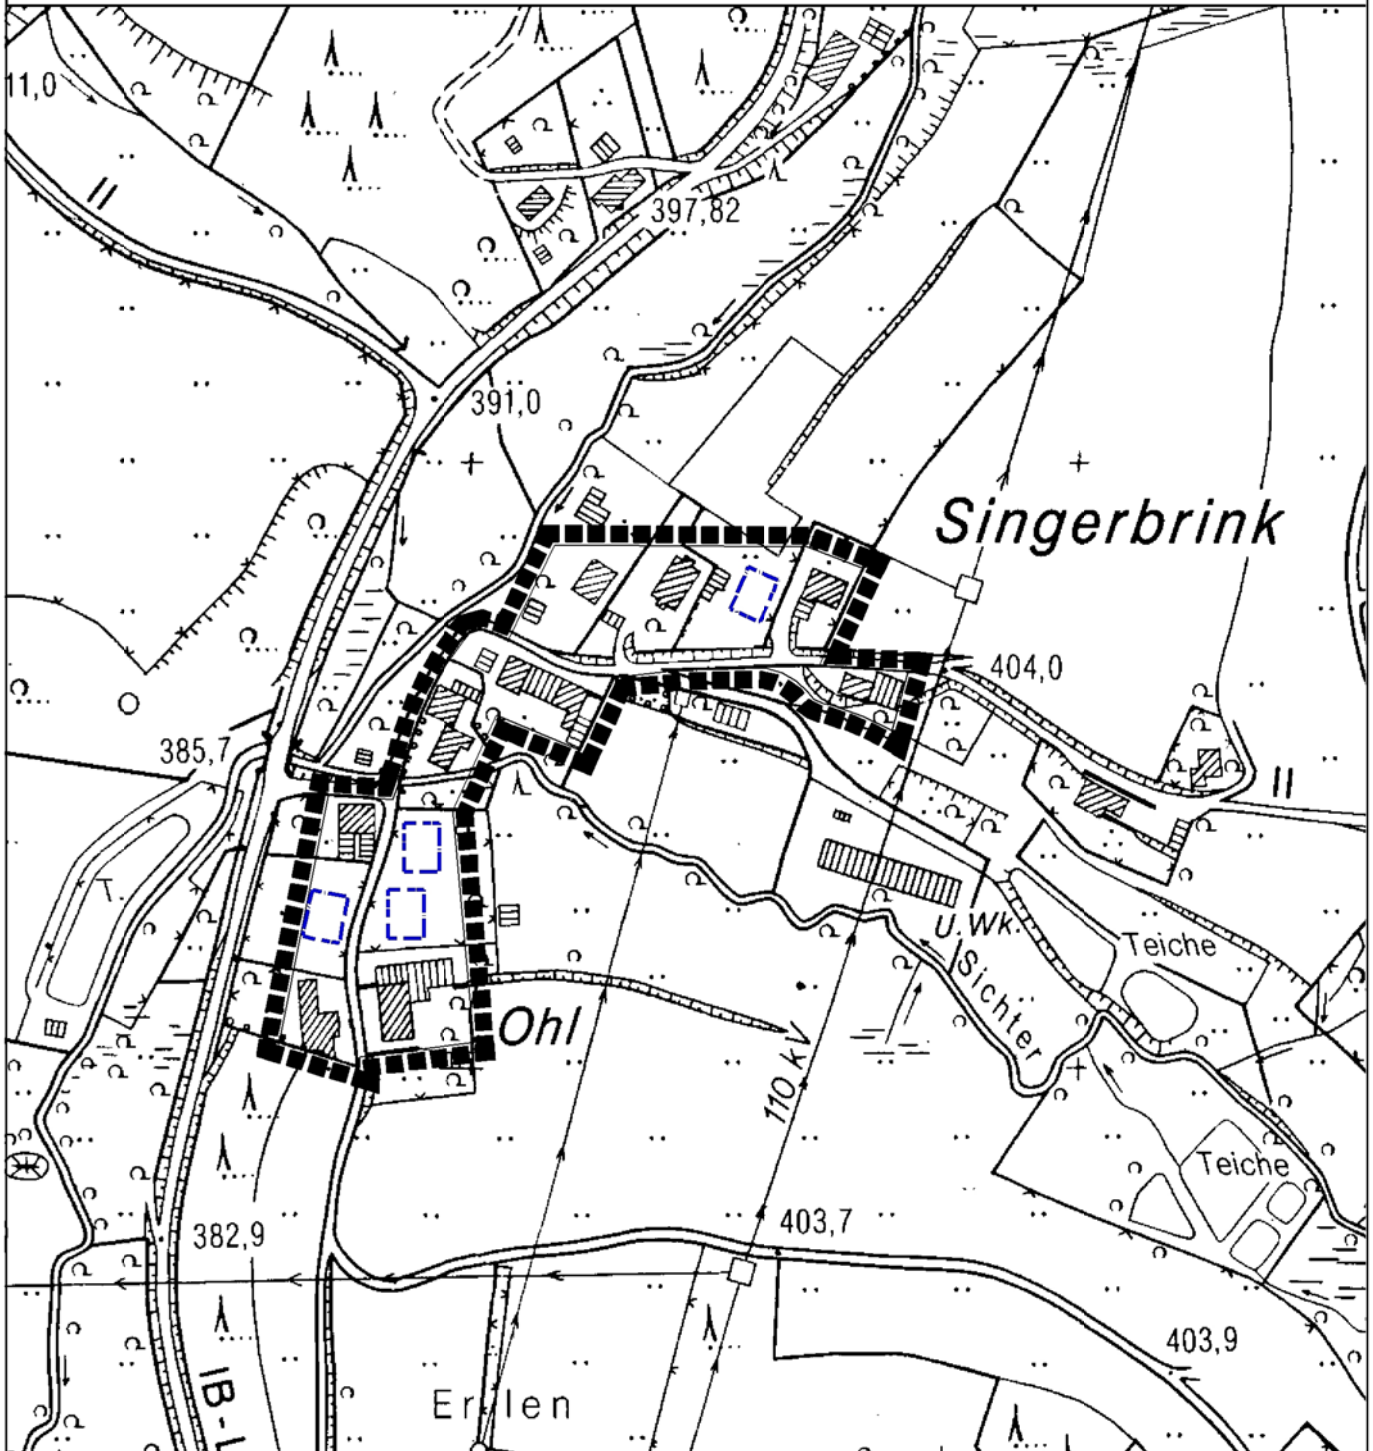 11,0
397,82
391,0
Singerbrink
404,0
385,7
T.
U.Wk.
Teiche
Sichter
Ohl
110 kV
Teiche
403,7
382,9
403,9
Erlen
IB-L